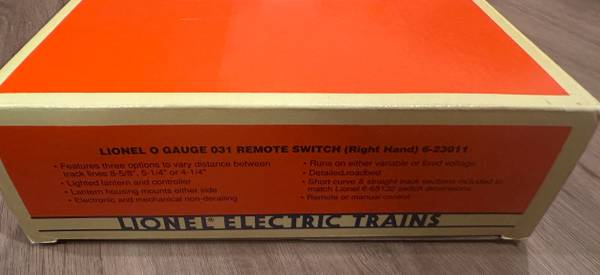 LIONEL O GAUGE 031 REMOTE SWITCH (Right Hand) 6-23011
• Features three options to vary distance between
track lines 8-5/8", 5-1/4" or 4-1/4"
• Lighted lantern and controller
• Lantern housing mounts either side
• Electronic and mechanical non-derailing
• Runs on either variable or fixed voltage
• Detailed roadbed
• Short curve & straight track sections included to
match Lionel 6-65132 switch dimensions
• Remote or manual control
LIONEL® ELECTRIC TRAINS